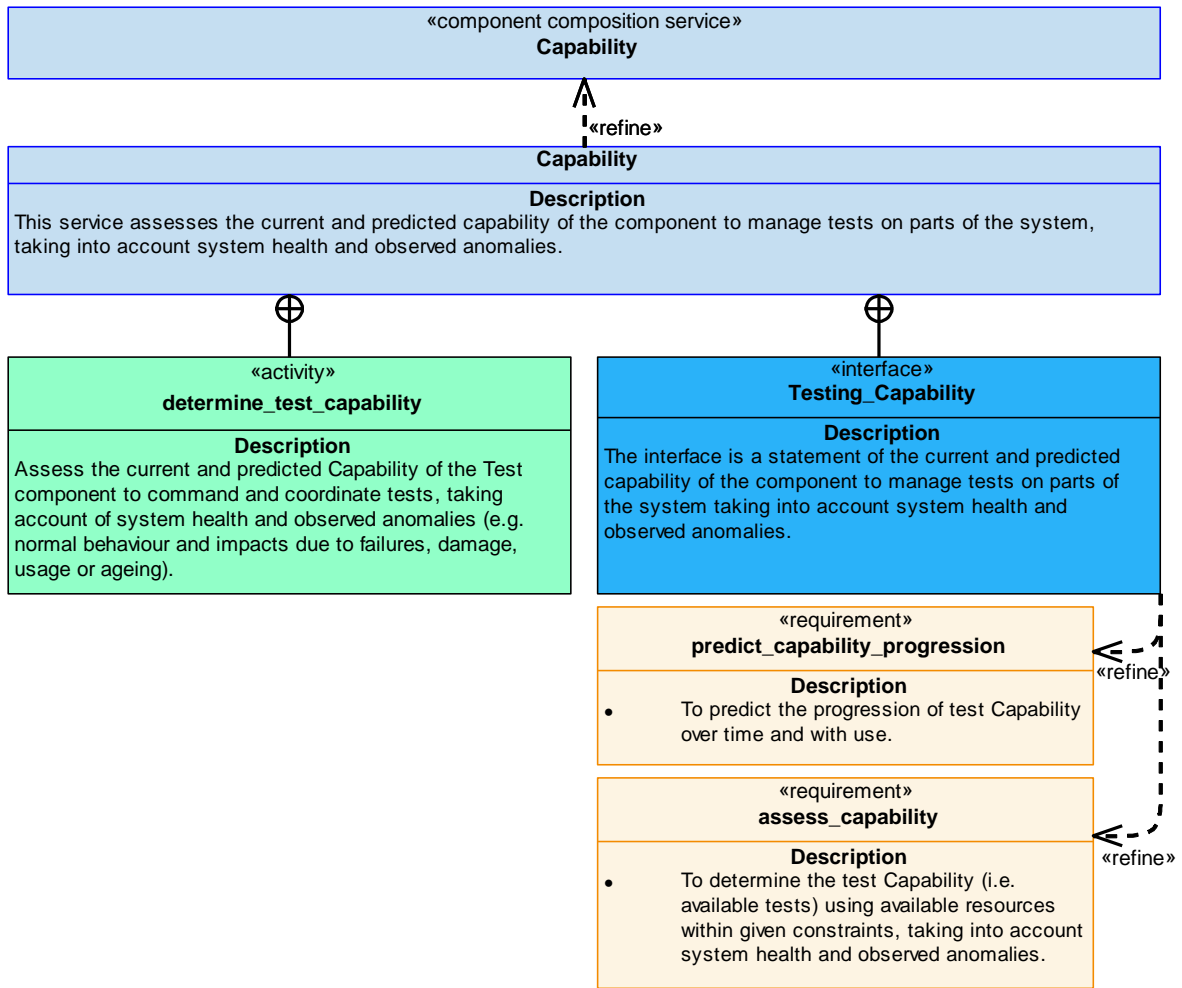 «component composition service»
Capability
«refine»
Capability
Description
This service assesses the current and predicted capability of the component to manage tests on parts of the system,
taking into account system health and observed anomalies.
«activity»
determine_test_capability
Description
Assess the current and predicted Capability of the Test
component to command and coordinate tests, taking
account of system health and observed anomalies (e.g.
normal behaviour and impacts due to failures, damage,
usage or ageing).
«interface»
Testing_Capability
Description
The interface is a statement of the current and predicted
capability of the component to manage tests on parts of
the system taking into account system health and
observed anomalies.
«requirement»
predict_capability_progression
Description
• To predict the progression of test Capability
over time and with use.
«refine»
«requirement»
assess_capability
Description
• To determine the test Capability (i.e.
available tests) using available resources
within given constraints, taking into account
system health and observed anomalies.
«refine»